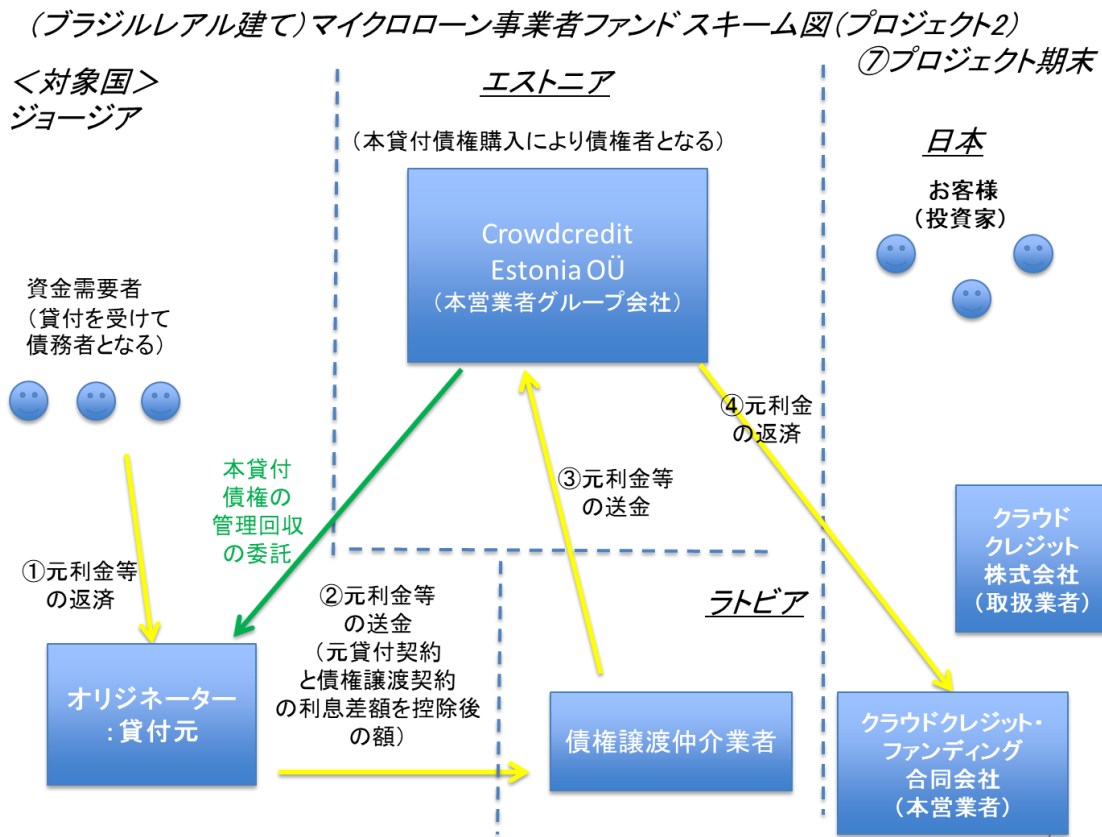 (ブラジルレアル建て)マイクロローン事業者ファンド スキーム図(プロジェクト2)
⑦プロジェクト期末
<対象国>
ジョージア
エストニア
(本貸付債権購入により債権者となる)
Crowdcredit
Estonia OÜ
(本営業者グループ会社)
日本
お客様
(投資家)
資金需要者
(貸付を受けて
債務者となる)
①元利金等
の返済
本貸付
債権の
管理回収
の委託
②元利金等
の送金
(元貸付契約
と債権譲渡契約
の利息差額を控除後
の額)
③元利金等
の送金
④元利金
の返済
ラトビア
オリジネーター
:貸付元
債権譲渡仲介業者
クラウド
クレジット
株式会社
(取扱業者)
クラウドクレジット・
ファンディング
合同会社
(本営業者)